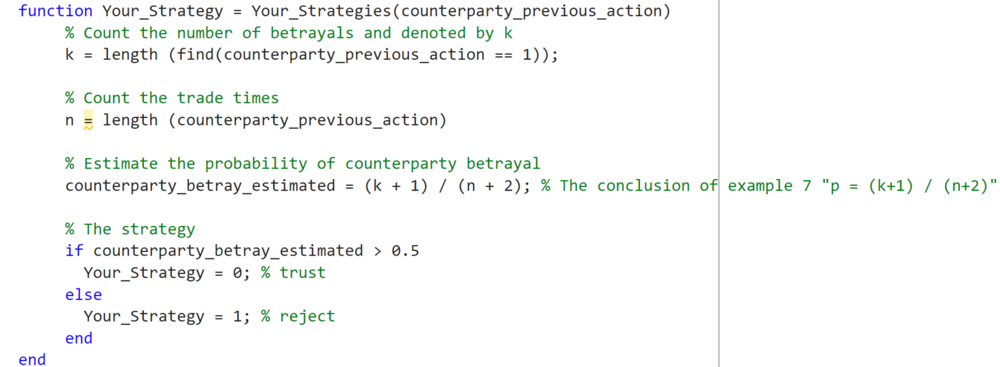 function Your_Strategy = Your_Strategies(counterparty_previous_action)
% Count the number of betrayals and denoted by k
k = length (find(counterparty_previous_action == 1));
% Count the trade times
n = length (counterparty_previous_action)
% Estimate the probability of counterparty betrayal
counterparty_betray_estimated = (k + 1) / (n + 2); % The conclusion of example 7 "p = (k+1) / (n+2)"
% The strategy
if counterparty_betray_estimated > 0.5
Your_Strategy = 0; % trust
else
Your_Strategy = 1; % reject
end
end